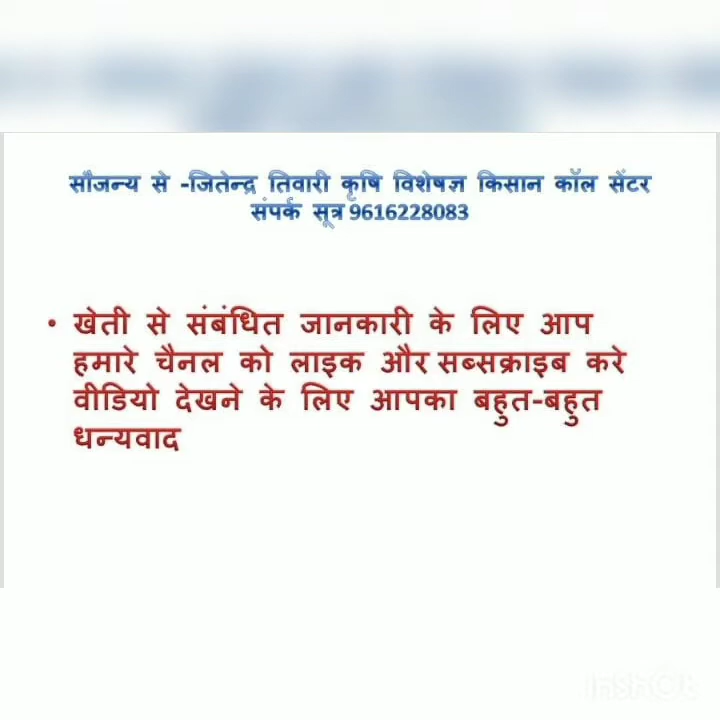 सौजन्य से -जितेन्द्र तिवारी कृषि विशेषज्ञ किसान कॉल सेंटर
संपर्क सूत्र 9616228083
• खेती से संबंधित जानकारी के लिए आप
हमारे चैनल को लाइक और सब्सक्राइब करे
वीडियो देखने के लिए आपका बहुत-बहुत
धन्यवाद